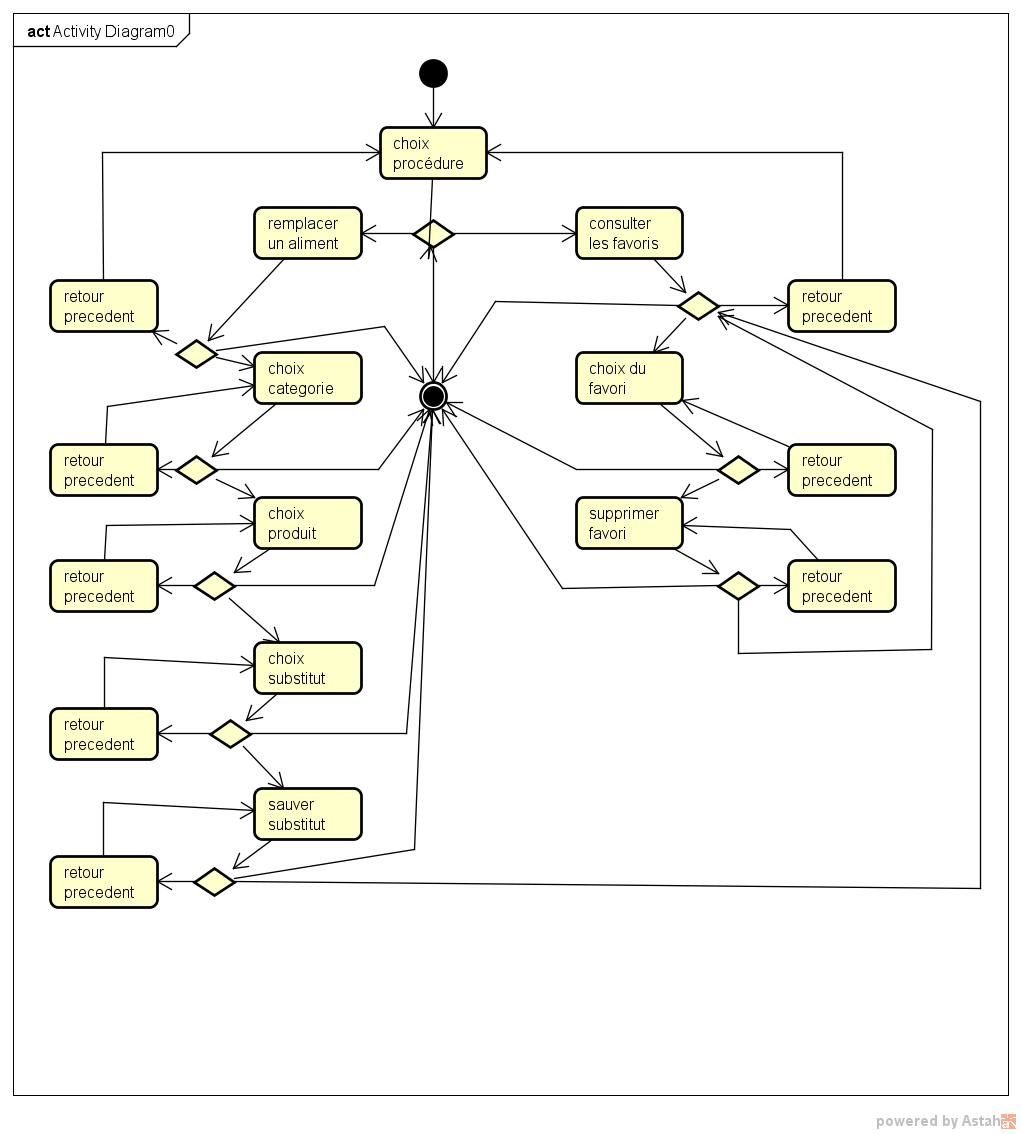 act Activity Diagram0
choix
procédure
remplacer
un aliment
consulter
les favoris
retour
precedent
retour
precedent
choix
categorie
choix du
favori
retour
precedent
retour
precedent
choix
produit
supprimer
favori
retour
precedent
retour
precedent
choix
substitut
retour
precedent
sauver
substitut
retour
precedent
powered by Astah